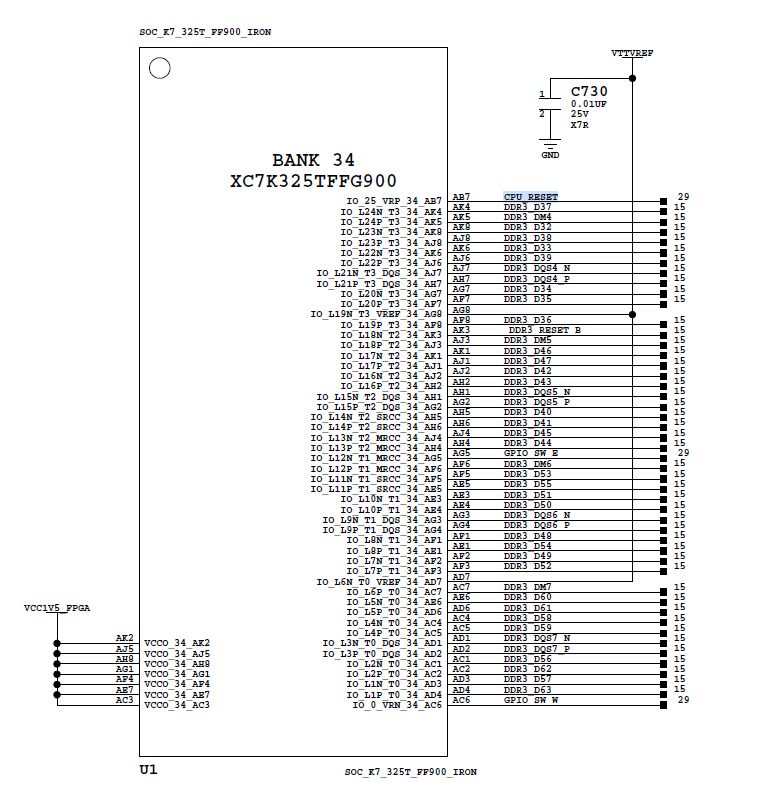 SOC_K7_325T_FF900_IRON
VTTVREF
C730
1
0.01UF
2
25V
X7R
GND
BANK 34
XC7K325TFFG900
IO_25_VRP_34_AB7 AB7 CPU_RESET 29
IO_L24N_T3_34_AK4 AK4 DDR3_D37 15
IO_L24P_T3_34_AK5 AK5 DDR3_DM4 15
IO_L23N_T3_34_AK8 AK8 DDR3_D32 15
IO_L23P_T3_34_AJ8 AJ8 DDR3_D38 15
IO_L22N_T3_34_AK6 AK6 DDR3_D33 15
IO_L22P_T3_34_AJ6 AJ6 DDR3_D39 15
IO_L21N_T3_DQS_34_AJ7 AJ7 DDR3_DQS4_N 15
IO_L21P_T3_DQS_34_AH7 AH7 DDR3_DQS4_P 15
IO_L20N_T3_34_AG7 AG7 DDR3_D34 15
IO_L20P_T3_34_AF7 AF7 DDR3_D35 15
IO_L19N_T3_VREF_34_AG8 AG8
IO_L19P_T3_34_AF8 AF8 DDR3_D36 15
IO_L18N_T2_34_AK3 AK3 DDR3_RESET_B 15
IO_L18P_T2_34_AJ3 AJ3 DDR3_DM5 15
IO_L17N_T2_34_AK1 AK1 DDR3_D46 15
IO_L17P_T2_34_AJ1 AJ1 DDR3_D47 15
IO_L16N_T2_34_AJ2 AJ2 DDR3_D42 15
IO_L16P_T2_34_AH2 AH2 DDR3_D43 15
IO_L15N_T2_DQS_34_AH1 AH1 DDR3_DQS5_N 15
IO_L15P_T2_DQS_34_AG2 AG2 DDR3_DQS5_P 15
IO_L14N_T2_SRCC_34_AH5 AH5 DDR3_D40 15
IO_L14P_T2_SRCC_34_AH6 AH6 DDR3_D41 15
IO_L13N_T2_MRCC_34_AJ4 AJ4 DDR3_D45 15
IO_L13P_T2_MRCC_34_AH4 AH4 DDR3_D44 15
IO_L12N_T1_MRCC_34_AG5 AG5 GPIO_SW_E 29
IO_L12P_T1_MRCC_34_AF6 AF6 DDR3_DM6 15
IO_L11N_T1_SRCC_34_AF5 AF5 DDR3_D53 15
IO_L11P_T1_SRCC_34_AE5 AE5 DDR3_D55 15
IO_L10N_T1_34_AE3 AE3 DDR3_D51 15
IO_L10P_T1_34_AE4 AE4 DDR3_D50 15
IO_L9N_T1_DQS_34_AG3 AG3 DDR3_DQS6_N 15
IO_L9P_T1_DQS_34_AG4 AG4 DDR3_DQS6_P 15
IO_L8N_T1_34_AF1 AF1 DDR3_D48 15
IO_L8P_T1_34_AE1 AE1 DDR3_D54 15
IO_L7N_T1_34_AF2 AF2 DDR3_D49 15
IO_L7P_T1_34_AF3 AF3 DDR3_D52 15
IO_L6N_T0_VREF_34_AD7 AD7
IO_L6P_T0_34_AC7 AC7 DDR3_DM7 15
IO_L5N_T0_34_AE6 AE6 DDR3_D60 15
VCC1V5_FPGA
IO_L5P_T0_34_AD6 AD6 DDR3_D61 15
IO_L4N_T0_34_AC4 AC4 DDR3_D58 15
IO_L4P_T0_34_AC5 AC5 DDR3_D59 15
AK2 VCCO_34_AK2 IO_L3N_T0_DQS_34_AD1 AD1 DDR3_DQS7_N 15
AJ5 VCCO_34_AJ5 IO_L3P_T0_DQS_34_AD2 AD2 DDR3_DQS7_P 15
AH8 VCCO_34_AH8 IO_L2N_T0_34_AC1 AC1 DDR3_D56 15
AG1 VCCO_34_AG1 IO_L2P_T0_34_AC2 AC2 DDR3_D62 15
AF4 VCCO_34_AF4 IO_L1N_T0_34_AD3 AD3 DDR3_D57 15
AE7 VCCO_34_AE7 IO_L1P_T0_34_AD4 AD4 DDR3_D63 15
AC3 VCCO_34_AC3 IO_0_VRN_34_AC6 AC6 GPIO_SW_W 29
U1
SOC_K7_325T_FF900_IRON